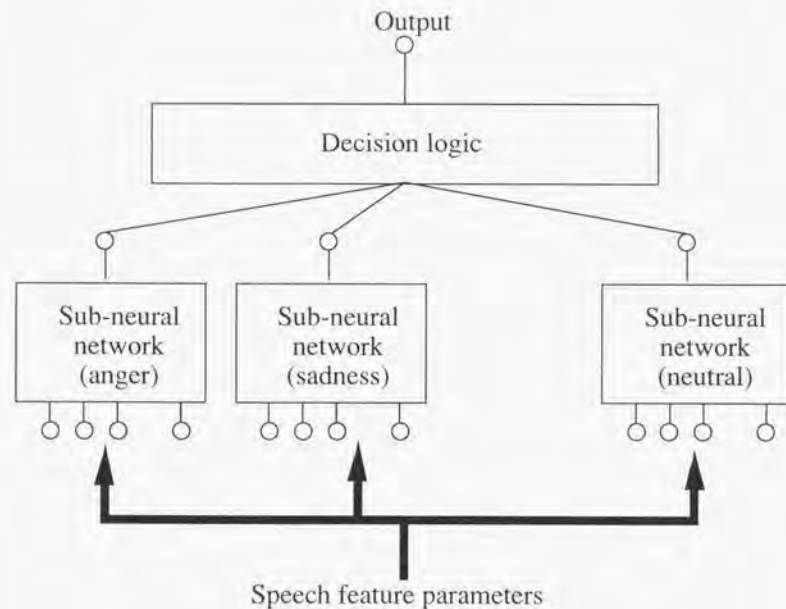 Output
Decision logic
Sub-neural
network
(anger)
Sub-neural
network
(sadness)
Sub-neural
network
(neutral)
Speech feature parameters